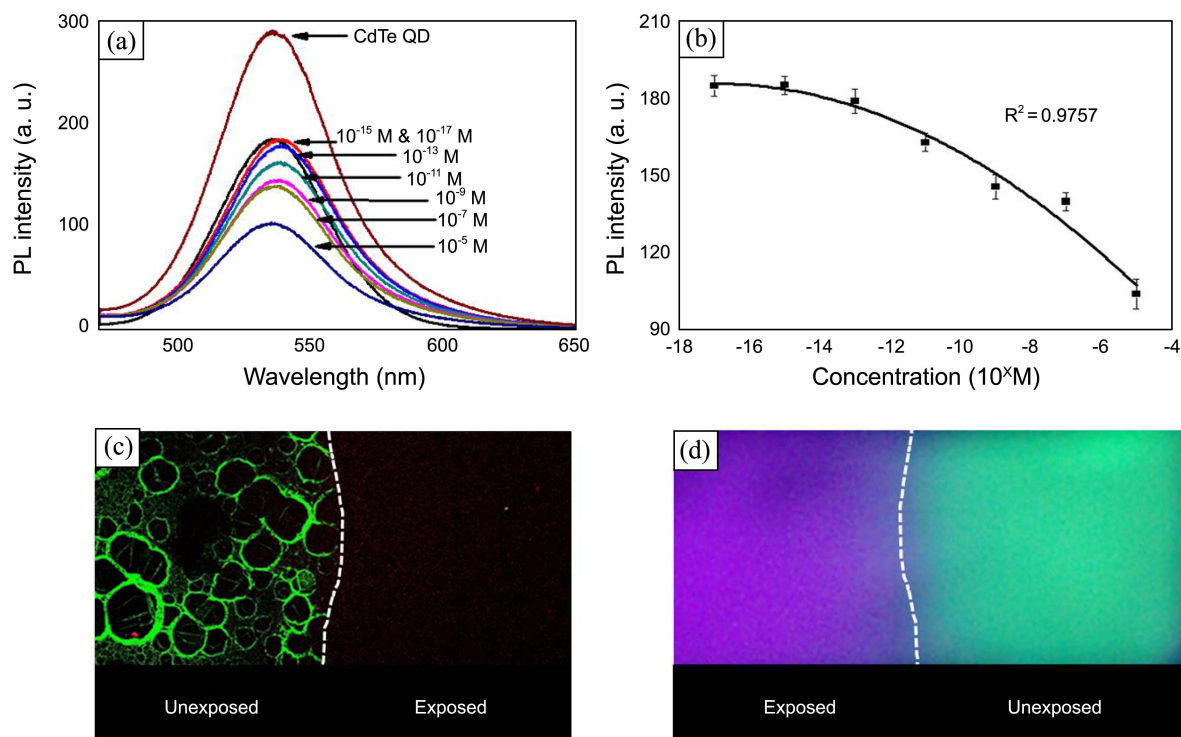 (a)
300
200
100
0
PL intensity (a. u.)
CdTe QD
10⁻¹⁵ M & 10⁻¹⁷ M
10⁻¹³ M
10⁻¹¹ M
10⁻⁹ M
10⁻⁷ M
10⁻⁵ M
500 550 600 650
Wavelength (nm)
(b)
210
180
150
120
90
PL intensity (a. u.)
R² = 0.9757
-18 -16 -14 -12 -10 -8 -6 -4
Concentration (10ˣM)
(c)
Unexposed Exposed
(d)
Exposed Unexposed